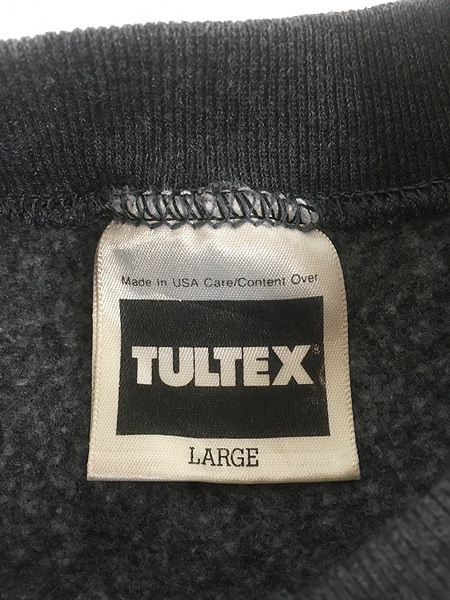 Made In USA Care/Content Over
TULTEX®
LARGE